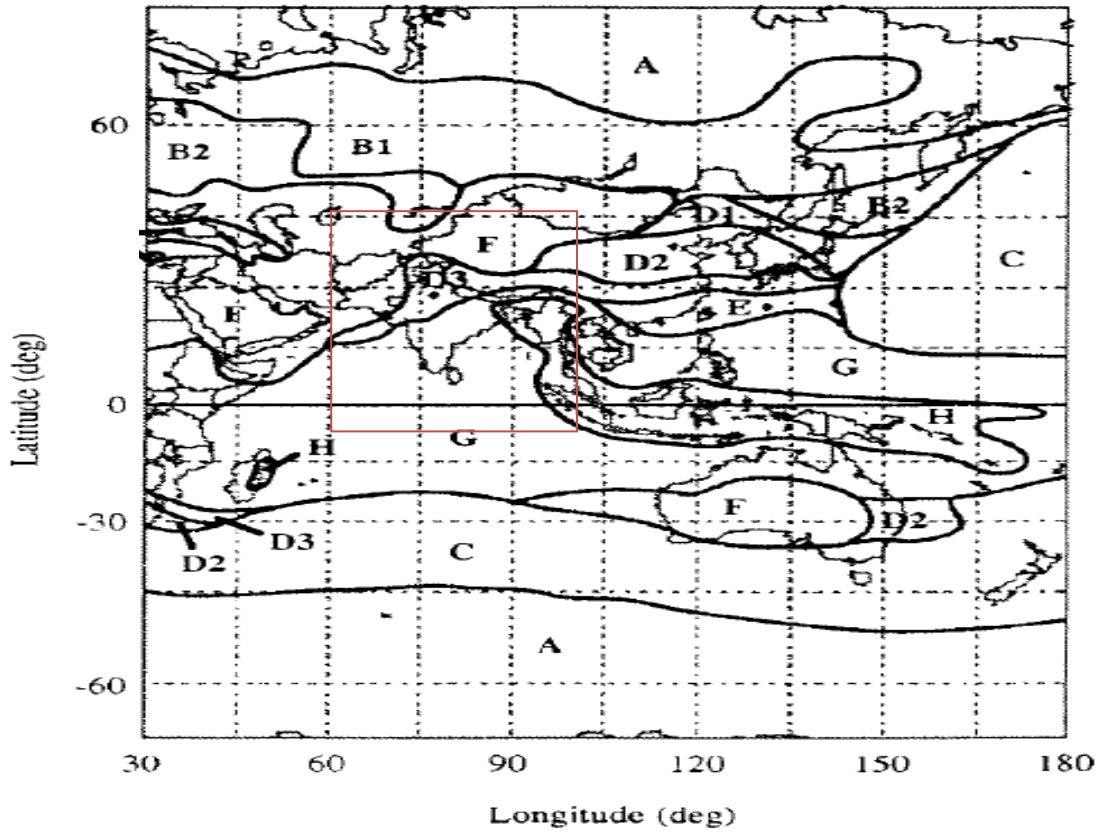 A
60
B2
B1
D1
B2
F
D2
C
D3
F
E
G
0
H
G
H
F
D2
-30
D3
D2
C
A
-60
30
60
90
120
150
180
Latitude (deg)
Longitude (deg)